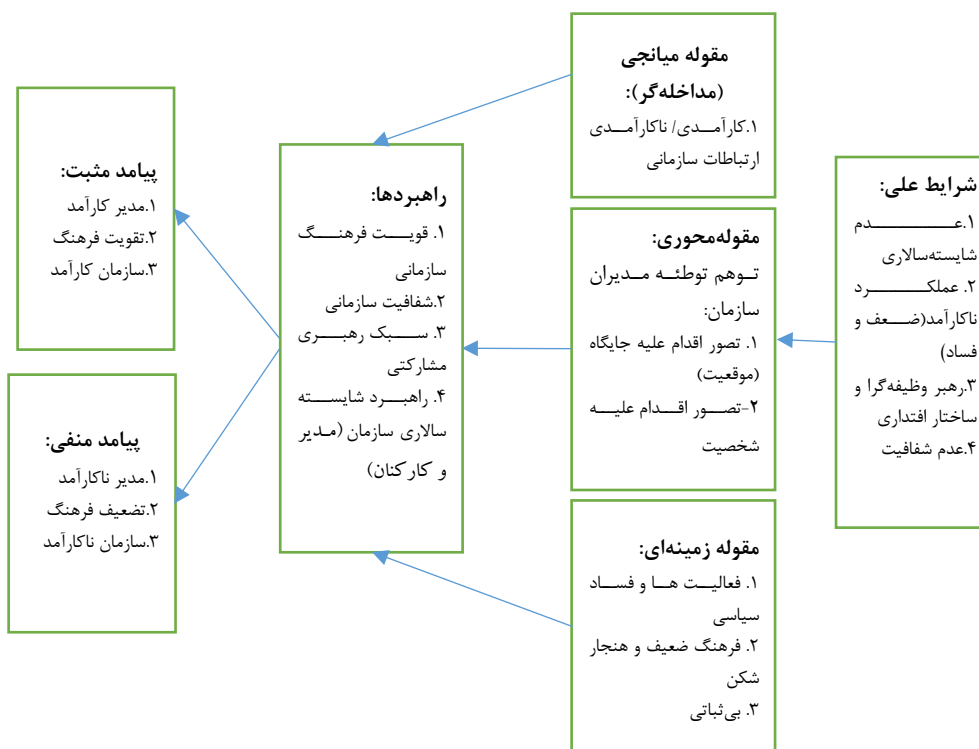 شرایط علی:
۱.عدم
شایسته‌سالاری
۲. عملکرد
ناکارآمد(ضعف و
فساد)
۳.رهبر وظیفه‌گرا و
ساختار اقتداری
۴.عدم شفافیت
مقوله میانجی
(مداخله‌گر):
۱.کارآمدی/ ناکارآمدی
ارتباطات سازمانی
مقوله‌محوری:
توهم توطئه مدیران
سازمان:
۱. تصور اقدام علیه جایگاه
(موقعیت)
۲-تصور اقدام علیه
شخصیت
مقوله زمینه‌ای:
۱. فعالیت ها و فساد
سیاسی
۲. فرهنگ ضعیف و هنجار
شکن
۳. بی‌ثباتی
راهبردها:
۱. قویت فرهنگ
سازمانی
۲.شفافیت سازمانی
۳. سبک رهبری
مشارکتی
۴. راهبرد شایسته
سالاری سازمان (مدیر
و کارکنان)
پیامد مثبت:
۱.مدیر کارآمد
۲.تقویت فرهنگ
۳.سازمان کارآمد
پیامد منفی:
۱.مدیر ناکارآمد
۲.تضعیف فرهنگ
۳.سازمان ناکارآمد